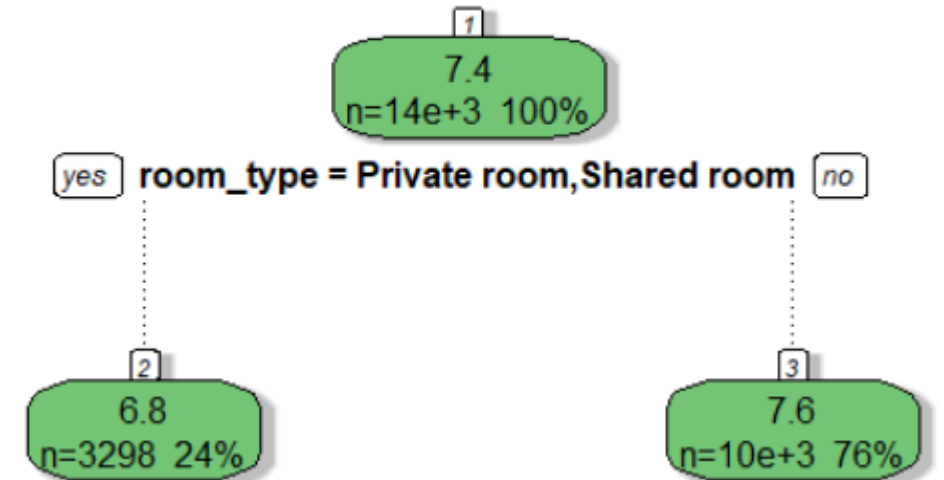 1
7.4
n=14e+3 100%
yes room_type = Private room,Shared room no
2
6.8
n=3298 24%
3
7.6
n=10e+3 76%